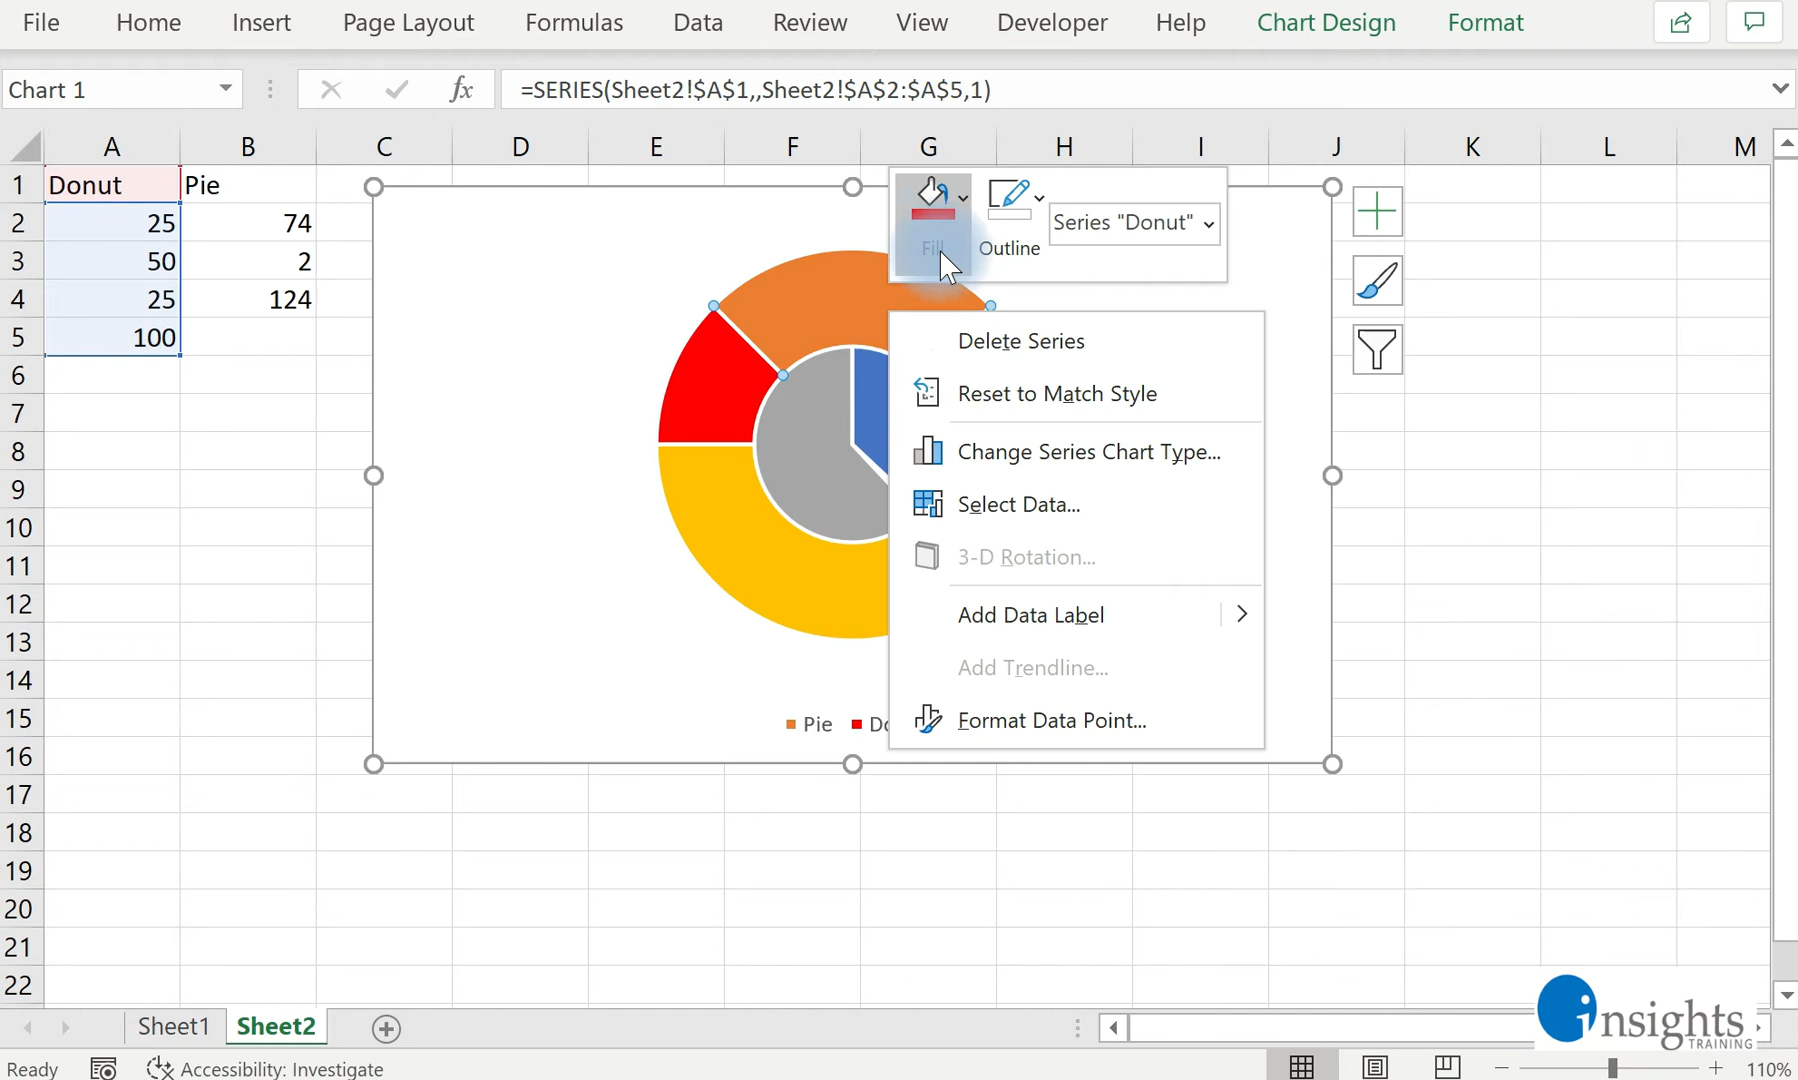 File Home Insert Page Layout Formulas Data Review View Developer Help Chart Design Format
Chart 1 fx =SERIES(Sheet2!$A$1,,Sheet2!$A$2:$A$5,1)
A B C D E F G H I J K L M
1 Donut Pie
2 25 74
3 50 2
4 25 124
5 100
6
7
8
9
10
11
12
13
14
15
16
17
18
19
20
21
22
Fill Outline Series "Donut"
Delete Series
Reset to Match Style
Change Series Chart Type...
Select Data...
3-D Rotation...
Add Data Label
Add Trendline...
Format Data Point...
Pie
insights
TRAINING
Sheet1 Sheet2
Ready Accessibility: Investigate 110%